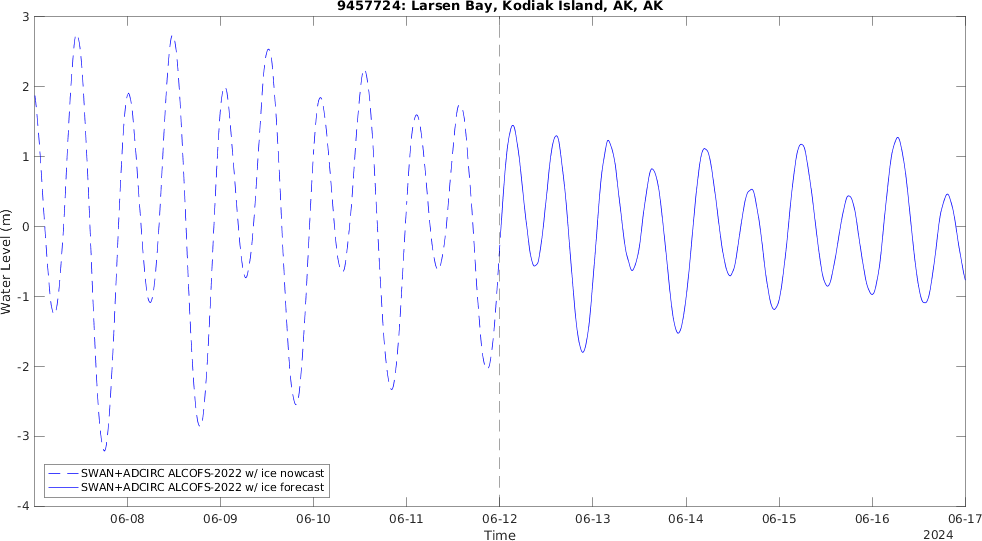 9457724: Larsen Bay, Kodiak Island, AK, AK
3
2
1
0
-1
-2
-3
-4
Water Level (m)
SWAN+ADCIRC ALCOFS-2022 w/ ice nowcast
SWAN+ADCIRC ALCOFS-2022 w/ ice forecast
06-08 06-09 06-10 06-11 06-12 06-13 06-14 06-15 06-16 06-17
Time
2024